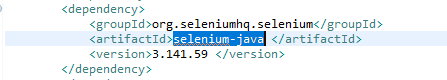 <dependency>
<groupId>org.seleniumhq.selenium</groupId>
<artifactId>selenium-java </artifactId>
<version>3.141.59 </version>
</dependency>